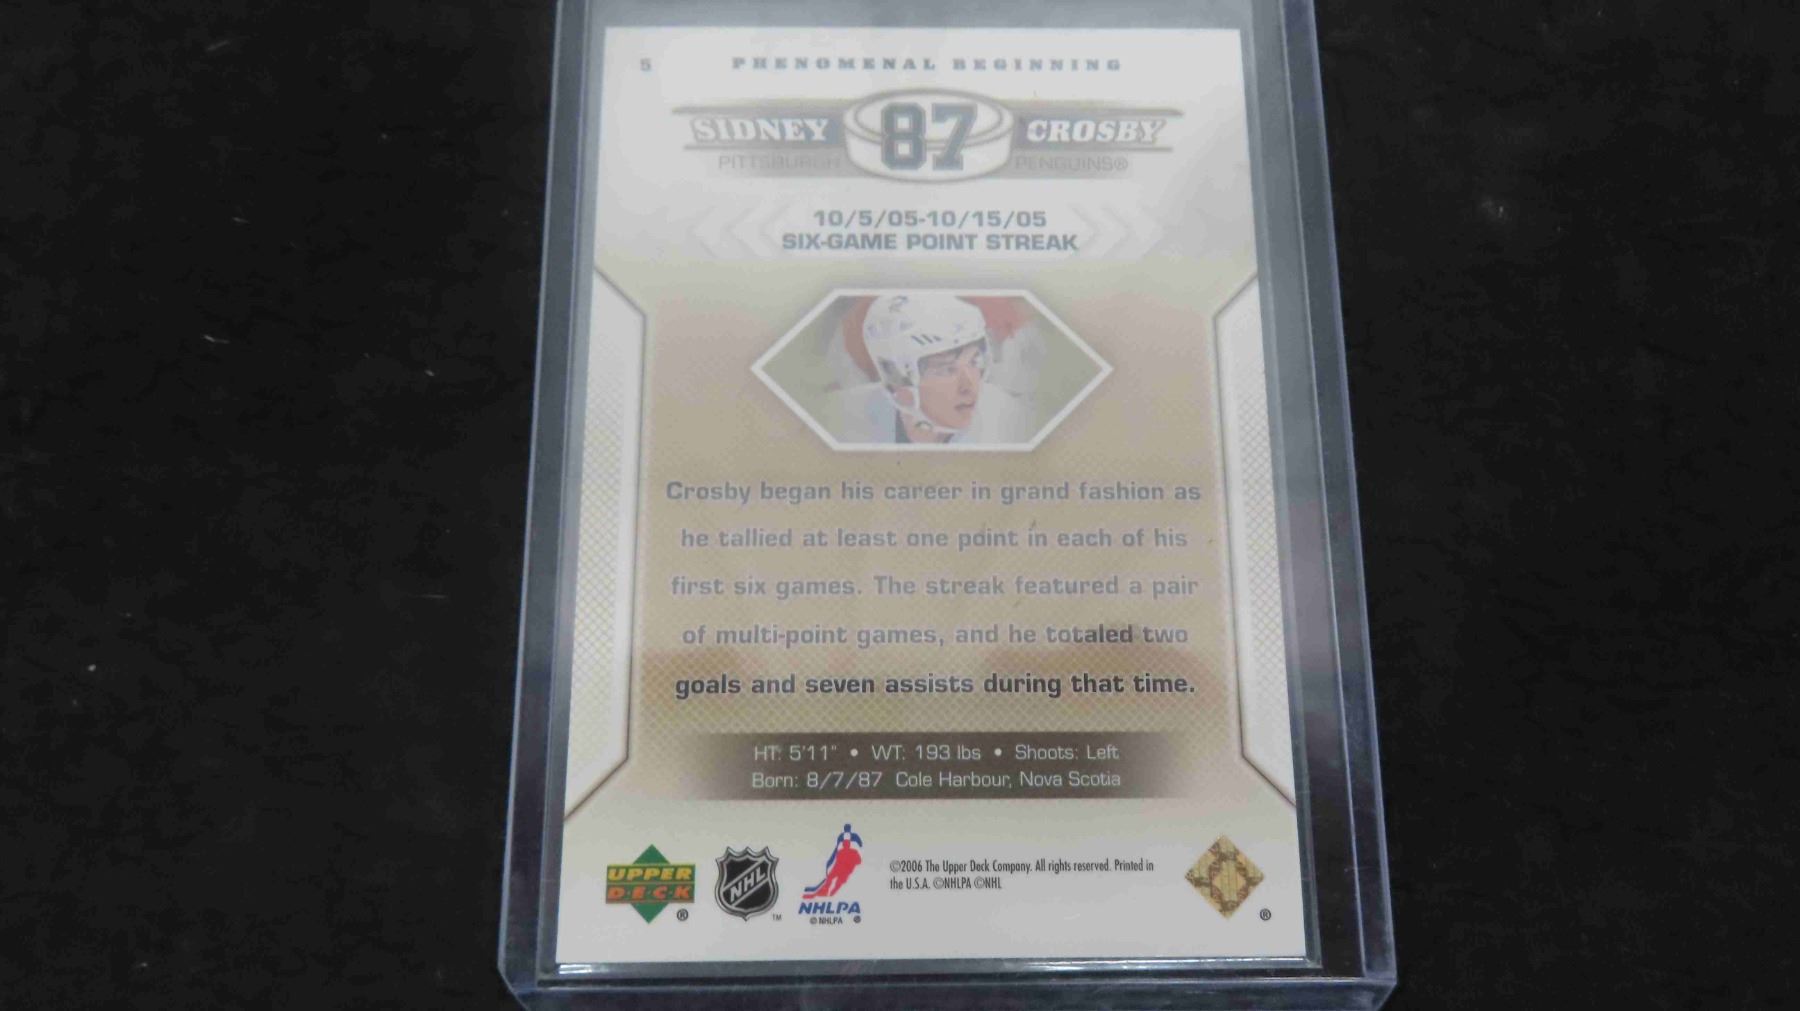 5 PHENOMENAL BEGINNING
SIDNEY 87 CROSBY
PITTSBURGH PENGUINS®
10/5/05-10/15/05
SIX-GAME POINT STREAK
Crosby began his career in grand fashion as
he tallied at least one point in each of his
first six games. The streak featured a pair
of multi-point games, and he totaled two
goals and seven assists during that time.
HT: 5'11" • WT: 193 lbs • Shoots: Left
Born: 8/7/87 Cole Harbour, Nova Scotia
UPPER
D·E·C·K ®
NHL TM
NHLPA
© NHLPA ®
©2006 The Upper Deck Company. All rights reserved. Printed in
the U.S.A. ©NHLPA ©NHL
®